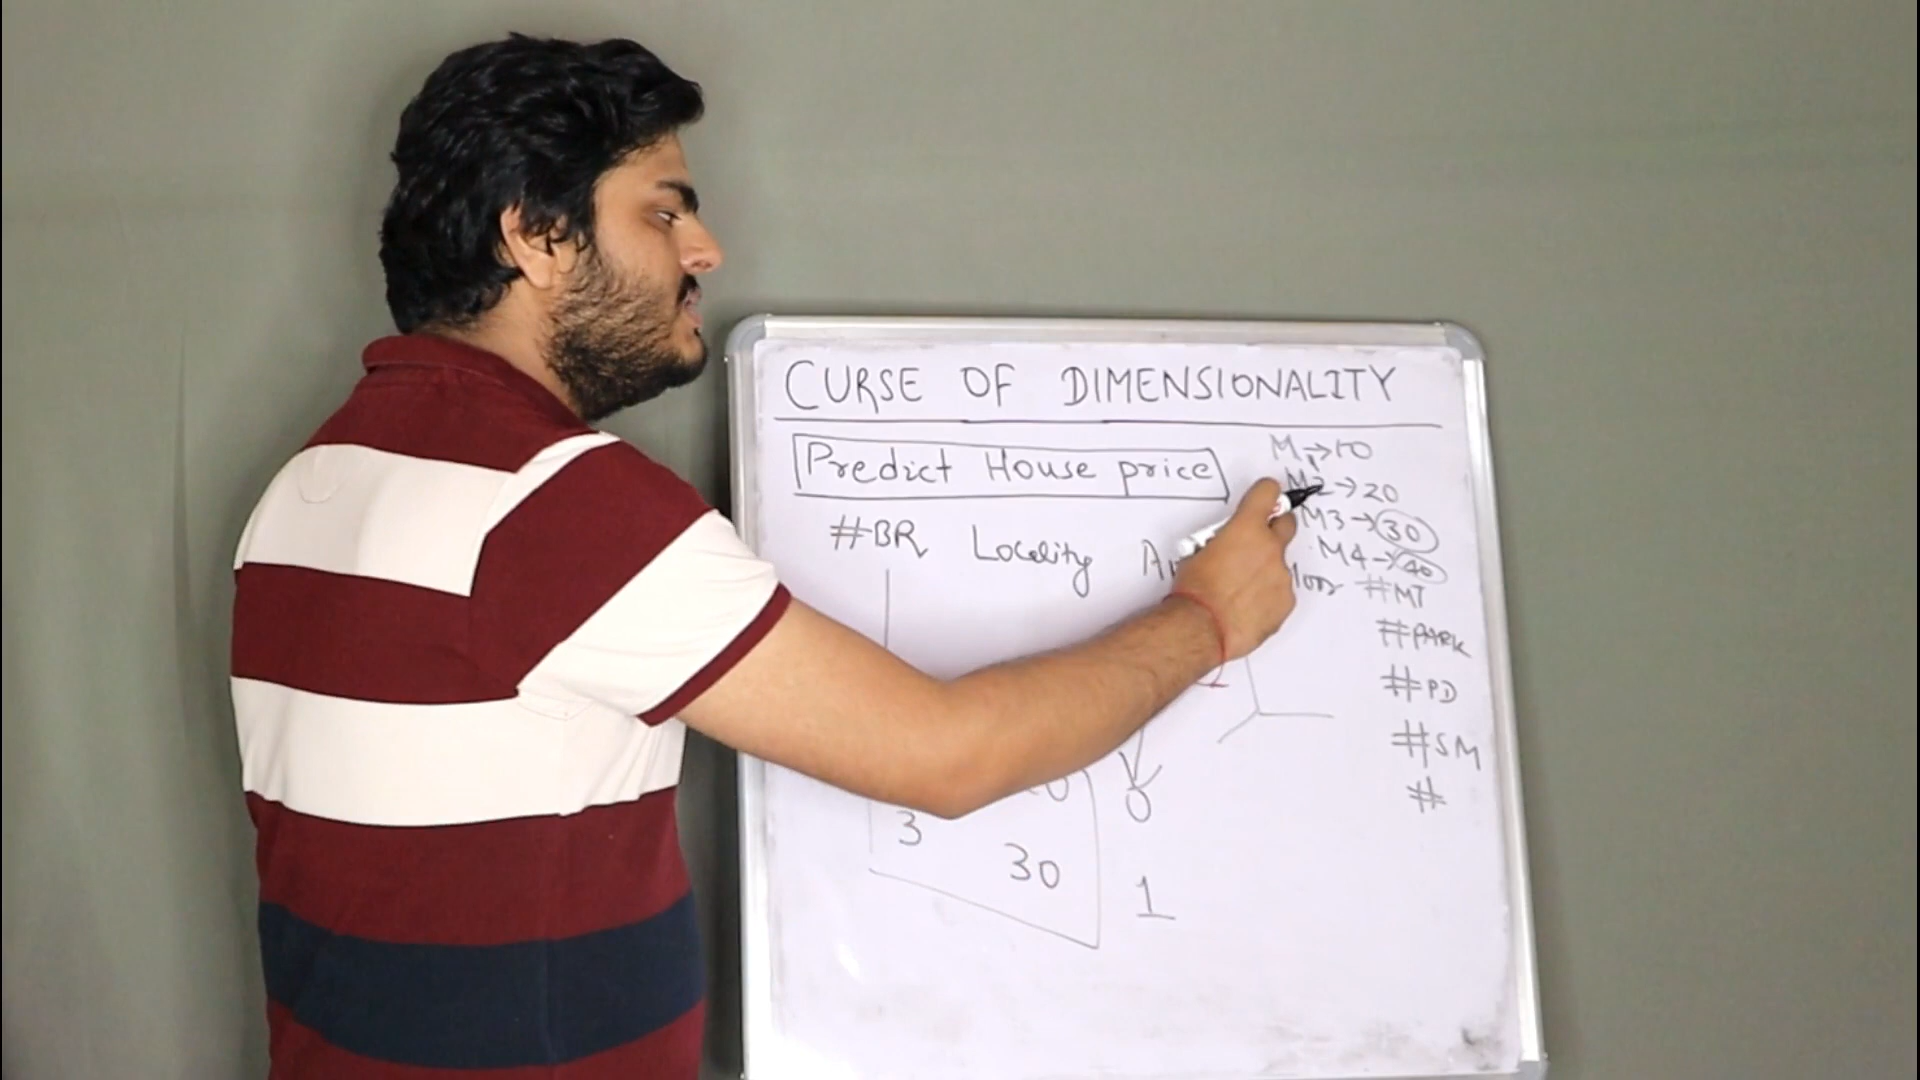 CURSE OF DIMENSIONALITY
Predict House price
M1→10
M2→20
M3→30
M4→40
#BR Locality
#MT
#PARK
#PD
#SM
#
0
3
30 1